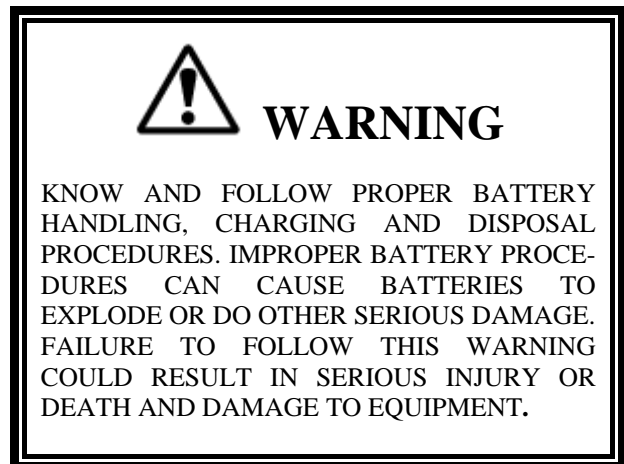 WARNING
KNOW AND FOLLOW PROPER BATTERY
HANDLING, CHARGING AND DISPOSAL
PROCEDURES. IMPROPER BATTERY PROCE-
DURES CAN CAUSE BATTERIES TO
EXPLODE OR DO OTHER SERIOUS DAMAGE.
FAILURE TO FOLLOW THIS WARNING
COULD RESULT IN SERIOUS INJURY OR
DEATH AND DAMAGE TO EQUIPMENT.